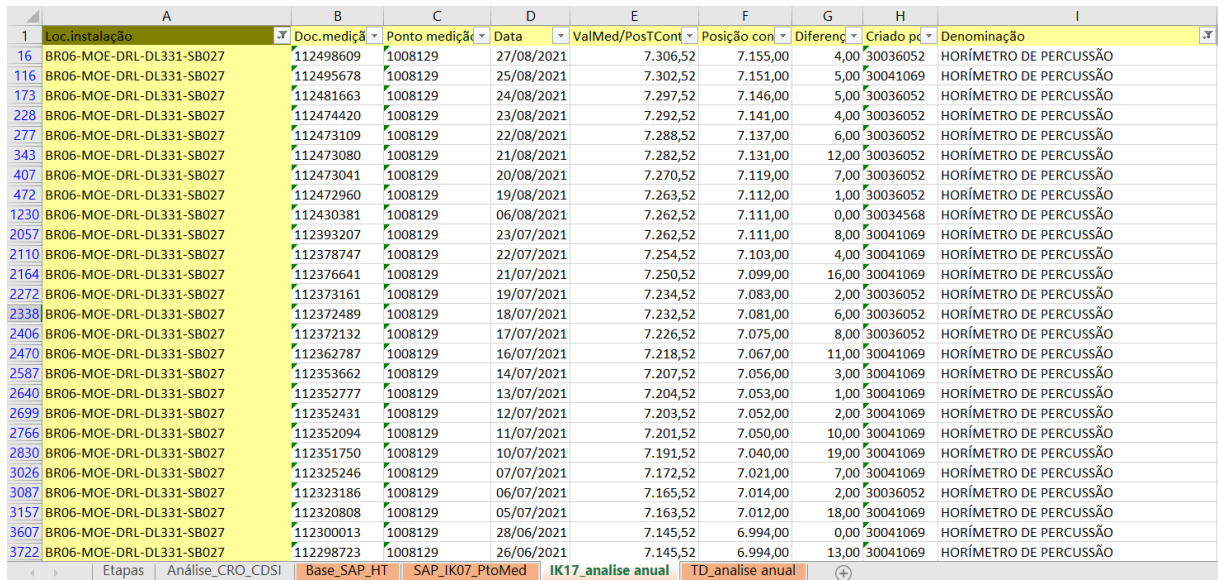 A B C D E F G H I
1 Loc.instalação Doc.mediçã Ponto mediçãc Data ValMed/PosTCont Posição con Diferenç Criado pc Denominação
16 BR06-MOE-DRL-DL331-SB027 112498609 1008129 27/08/2021 7.306,52 7.155,00 4,00 30036052 HORÍMETRO DE PERCUSSÃO
116 BR06-MOE-DRL-DL331-SB027 112495678 1008129 25/08/2021 7.302,52 7.151,00 5,00 30041069 HORÍMETRO DE PERCUSSÃO
173 BR06-MOE-DRL-DL331-SB027 112481663 1008129 24/08/2021 7.297,52 7.146,00 5,00 30036052 HORÍMETRO DE PERCUSSÃO
228 BR06-MOE-DRL-DL331-SB027 112474420 1008129 23/08/2021 7.292,52 7.141,00 4,00 30036052 HORÍMETRO DE PERCUSSÃO
277 BR06-MOE-DRL-DL331-SB027 112473109 1008129 22/08/2021 7.288,52 7.137,00 6,00 30036052 HORÍMETRO DE PERCUSSÃO
343 BR06-MOE-DRL-DL331-SB027 112473080 1008129 21/08/2021 7.282,52 7.131,00 12,00 30036052 HORÍMETRO DE PERCUSSÃO
407 BR06-MOE-DRL-DL331-SB027 112473041 1008129 20/08/2021 7.270,52 7.119,00 7,00 30036052 HORÍMETRO DE PERCUSSÃO
472 BR06-MOE-DRL-DL331-SB027 112472960 1008129 19/08/2021 7.263,52 7.112,00 1,00 30036052 HORÍMETRO DE PERCUSSÃO
1230 BR06-MOE-DRL-DL331-SB027 112430381 1008129 06/08/2021 7.262,52 7.111,00 0,00 30034568 HORÍMETRO DE PERCUSSÃO
2057 BR06-MOE-DRL-DL331-SB027 112393207 1008129 23/07/2021 7.262,52 7.111,00 8,00 30041069 HORÍMETRO DE PERCUSSÃO
2110 BR06-MOE-DRL-DL331-SB027 112378747 1008129 22/07/2021 7.254,52 7.103,00 4,00 30041069 HORÍMETRO DE PERCUSSÃO
2164 BR06-MOE-DRL-DL331-SB027 112376641 1008129 21/07/2021 7.250,52 7.099,00 16,00 30041069 HORÍMETRO DE PERCUSSÃO
2272 BR06-MOE-DRL-DL331-SB027 112373161 1008129 19/07/2021 7.234,52 7.083,00 2,00 30036052 HORÍMETRO DE PERCUSSÃO
2338 BR06-MOE-DRL-DL331-SB027 112372489 1008129 18/07/2021 7.232,52 7.081,00 6,00 30036052 HORÍMETRO DE PERCUSSÃO
2406 BR06-MOE-DRL-DL331-SB027 112372132 1008129 17/07/2021 7.226,52 7.075,00 8,00 30036052 HORÍMETRO DE PERCUSSÃO
2470 BR06-MOE-DRL-DL331-SB027 112362787 1008129 16/07/2021 7.218,52 7.067,00 11,00 30041069 HORÍMETRO DE PERCUSSÃO
2587 BR06-MOE-DRL-DL331-SB027 112353662 1008129 14/07/2021 7.207,52 7.056,00 3,00 30041069 HORÍMETRO DE PERCUSSÃO
2640 BR06-MOE-DRL-DL331-SB027 112352777 1008129 13/07/2021 7.204,52 7.053,00 1,00 30041069 HORÍMETRO DE PERCUSSÃO
2699 BR06-MOE-DRL-DL331-SB027 112352431 1008129 12/07/2021 7.203,52 7.052,00 2,00 30041069 HORÍMETRO DE PERCUSSÃO
2766 BR06-MOE-DRL-DL331-SB027 112352094 1008129 11/07/2021 7.201,52 7.050,00 10,00 30041069 HORÍMETRO DE PERCUSSÃO
2830 BR06-MOE-DRL-DL331-SB027 112351750 1008129 10/07/2021 7.191,52 7.040,00 19,00 30041069 HORÍMETRO DE PERCUSSÃO
3026 BR06-MOE-DRL-DL331-SB027 112325246 1008129 07/07/2021 7.172,52 7.021,00 7,00 30041069 HORÍMETRO DE PERCUSSÃO
3087 BR06-MOE-DRL-DL331-SB027 112323186 1008129 06/07/2021 7.165,52 7.014,00 2,00 30036052 HORÍMETRO DE PERCUSSÃO
3157 BR06-MOE-DRL-DL331-SB027 112320808 1008129 05/07/2021 7.163,52 7.012,00 18,00 30041069 HORÍMETRO DE PERCUSSÃO
3607 BR06-MOE-DRL-DL331-SB027 112300013 1008129 28/06/2021 7.145,52 6.994,00 0,00 30041069 HORÍMETRO DE PERCUSSÃO
3722 BR06-MOE-DRL-DL331-SB027 112298723 1008129 26/06/2021 7.145,52 6.994,00 13,00 30041069 HORÍMETRO DE PERCUSSÃO
Etapas Análise_CRO_CDSI Base_SAP_HT SAP_IK07_PtoMed IK17_analise anual TD_analise anual